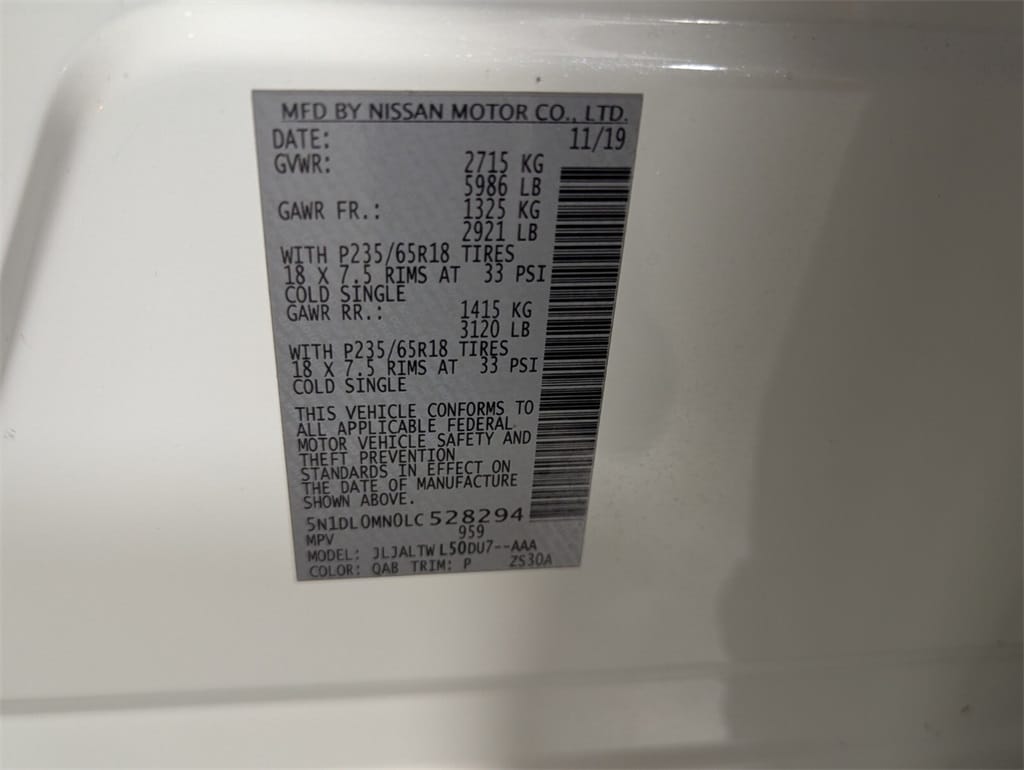 MFD BY NISSAN MOTOR CO., LTD.
DATE: 11/19
GVWR: 2715 KG
5986 LB
GAWR FR.: 1325 KG
2921 LB
WITH P235/65R18 TIRES
18 X 7.5 RIMS AT 33 PSI
COLD SINGLE
GAWR RR.: 1415 KG
3120 LB
WITH P235/65R18 TIRES
18 X 7.5 RIMS AT 33 PSI
COLD SINGLE
THIS VEHICLE CONFORMS TO
ALL APPLICABLE FEDERAL
MOTOR VEHICLE SAFETY AND
THEFT PREVENTION
STANDARDS IN EFFECT ON
THE DATE OF MANUFACTURE
SHOWN ABOVE.
5N1DL0MN0LC528294
MPV 959
MODEL: JLJALTWL50DU7--AAA
COLOR: QAB TRIM: P ZS30A